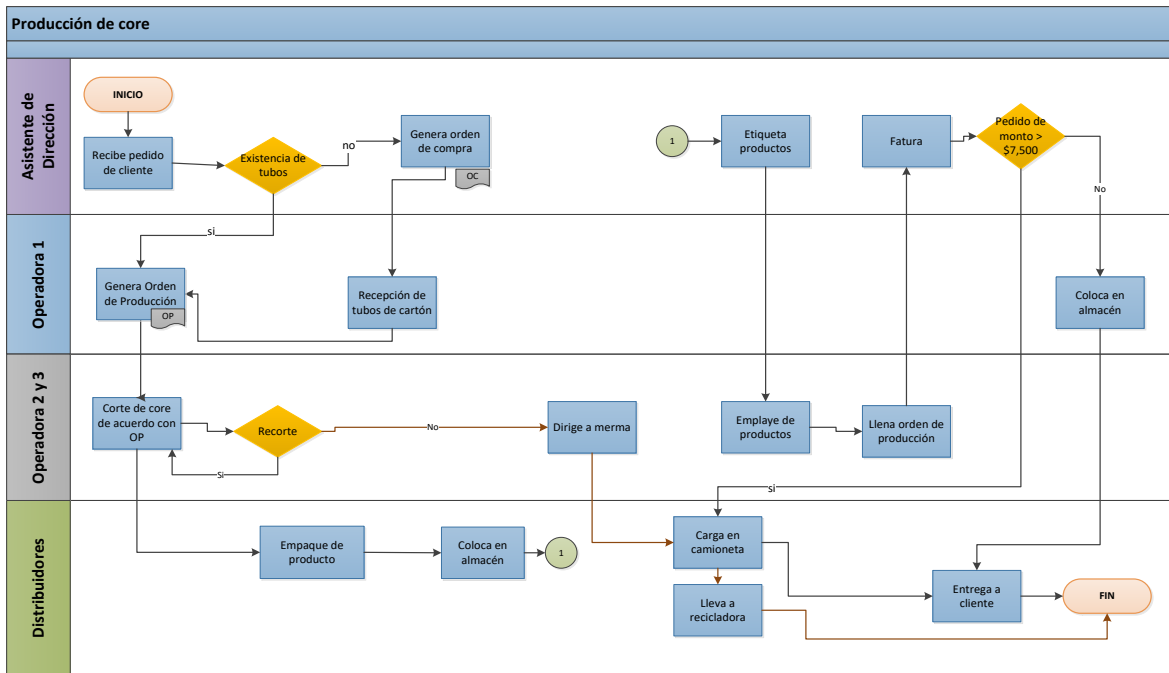 Producción de core
Asistente de
Dirección
INICIO
Recibe pedido
de cliente
Existencia de
tubos
no
si
Genera orden
de compra
OC
1
Etiqueta
productos
Fatura
Pedido de
monto >
$7,500
No
si
Operadora 1
Genera Orden
de Producción
OP
Recepción de
tubos de cartón
Coloca en
almacén
Operadora 2 y 3
Corte de core
de acuerdo con
OP
Recorte
No
Si
Dirige a merma
Emplaye de
productos
Llena orden de
producción
Distribuidores
Empaque de
producto
Coloca en
almacén
1
Carga en
camioneta
Lleva a
recicladora
Entrega a
cliente
FIN